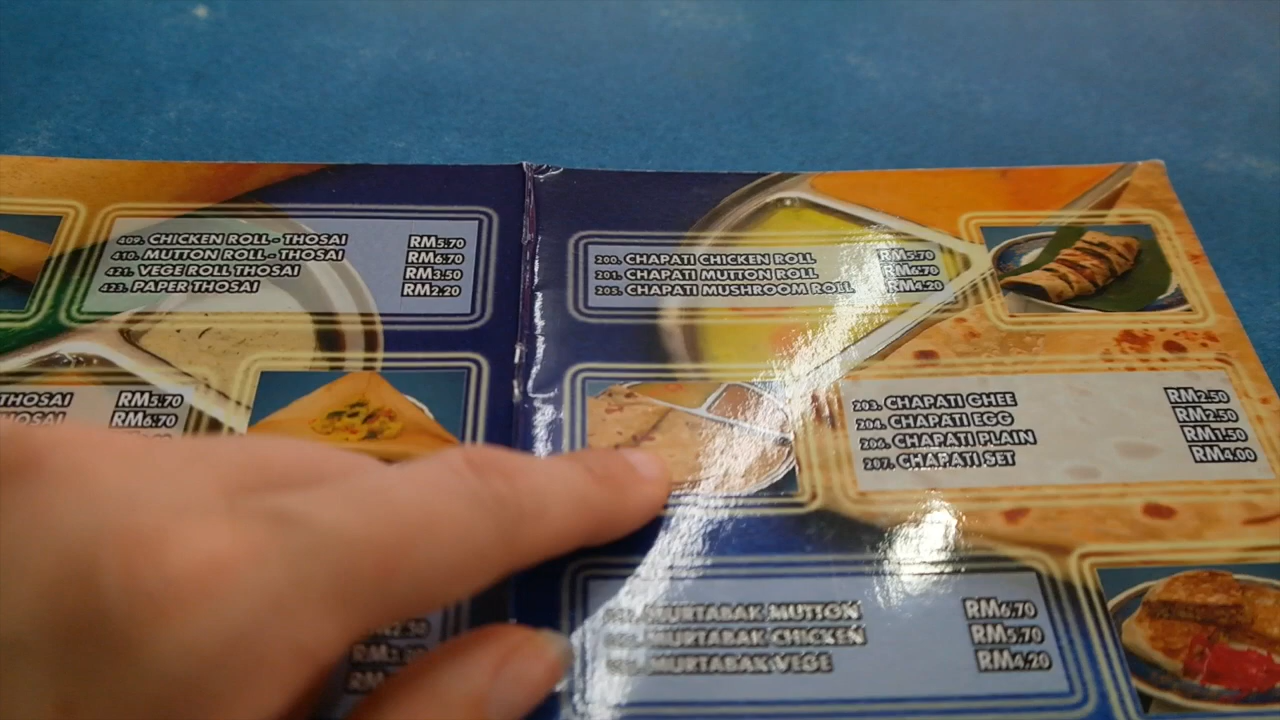 409. CHICKEN ROLL - THOSAI RM5.70
410. MUTTON ROLL - THOSAI RM6.70
421. VEGE ROLL THOSAI RM3.50
423. PAPER THOSAI RM2.20
THOSAI RM5.70
THOSAI RM6.70
200. CHAPATI CHICKEN ROLL RM5.70
201. CHAPATI MUTTON ROLL RM6.70
205. CHAPATI MUSHROOM ROLL RM4.20
203. CHAPATI GHEE RM2.50
204. CHAPATI EGG RM2.50
206. CHAPATI PLAIN RM1.50
207. CHAPATI SET RM4.00
MURTABAK MUTTON RM6.70
MURTABAK CHICKEN RM5.70
MURTABAK VEGE RM4.20